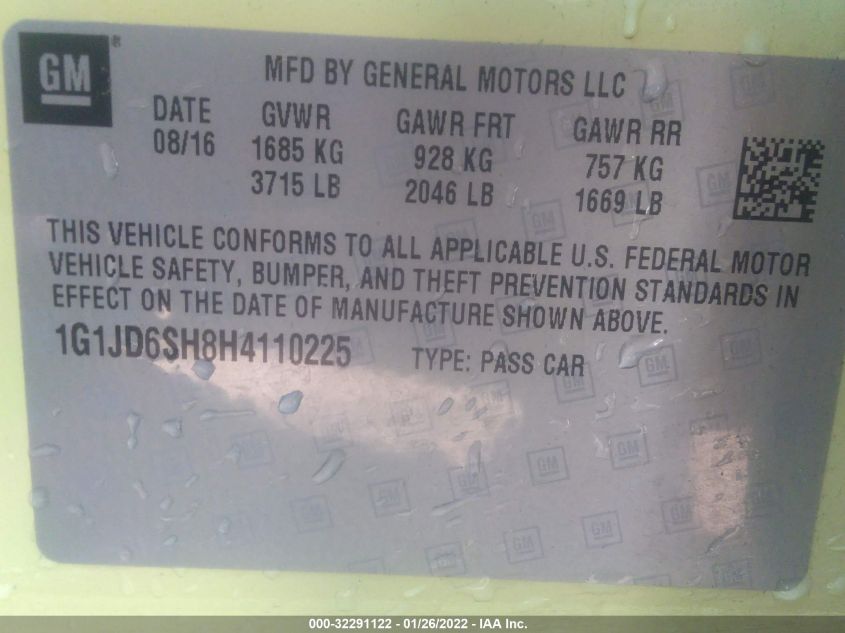 GM ®
MFD BY GENERAL MOTORS LLC
DATE GVWR GAWR FRT GAWR RR
08/16 1685 KG 928 KG 757 KG
3715 LB 2046 LB 1669 LB
THIS VEHICLE CONFORMS TO ALL APPLICABLE U.S. FEDERAL MOTOR
VEHICLE SAFETY, BUMPER, AND THEFT PREVENTION STANDARDS IN
EFFECT ON THE DATE OF MANUFACTURE SHOWN ABOVE.
1G1JD6SH8H4110225 TYPE: PASS CAR
000-32291122 - 01/26/2022 - IAA Inc.